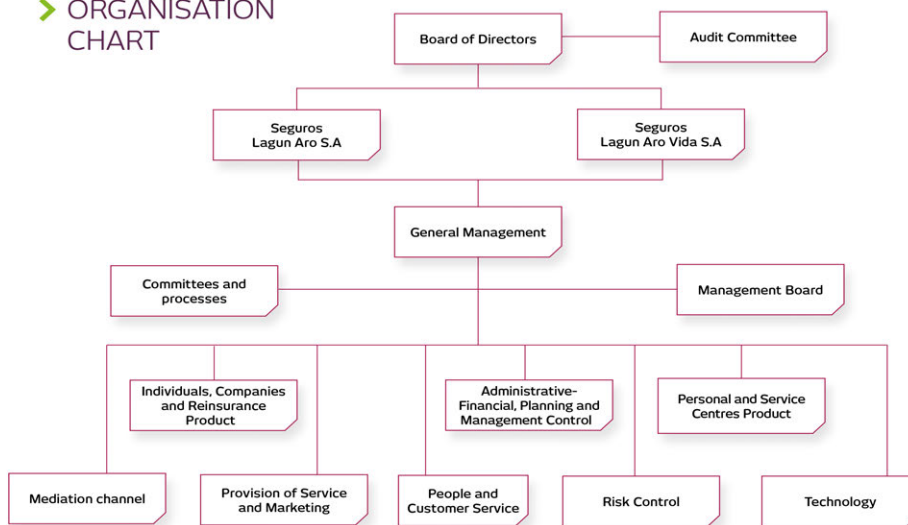 ORGANISATION
CHART
Board of Directors
Audit Committee
Seguros
Lagun Aro S.A
Seguros
Lagun Aro Vida S.A
General Management
Committees and
processes
Management Board
Individuals, Companies
and Reinsurance
Product
Administrative-
Financial, Planning and
Management Control
Personal and Service
Centres Product
Mediation channel
Provision of Service
and Marketing
People and
Customer Service
Risk Control
Technology